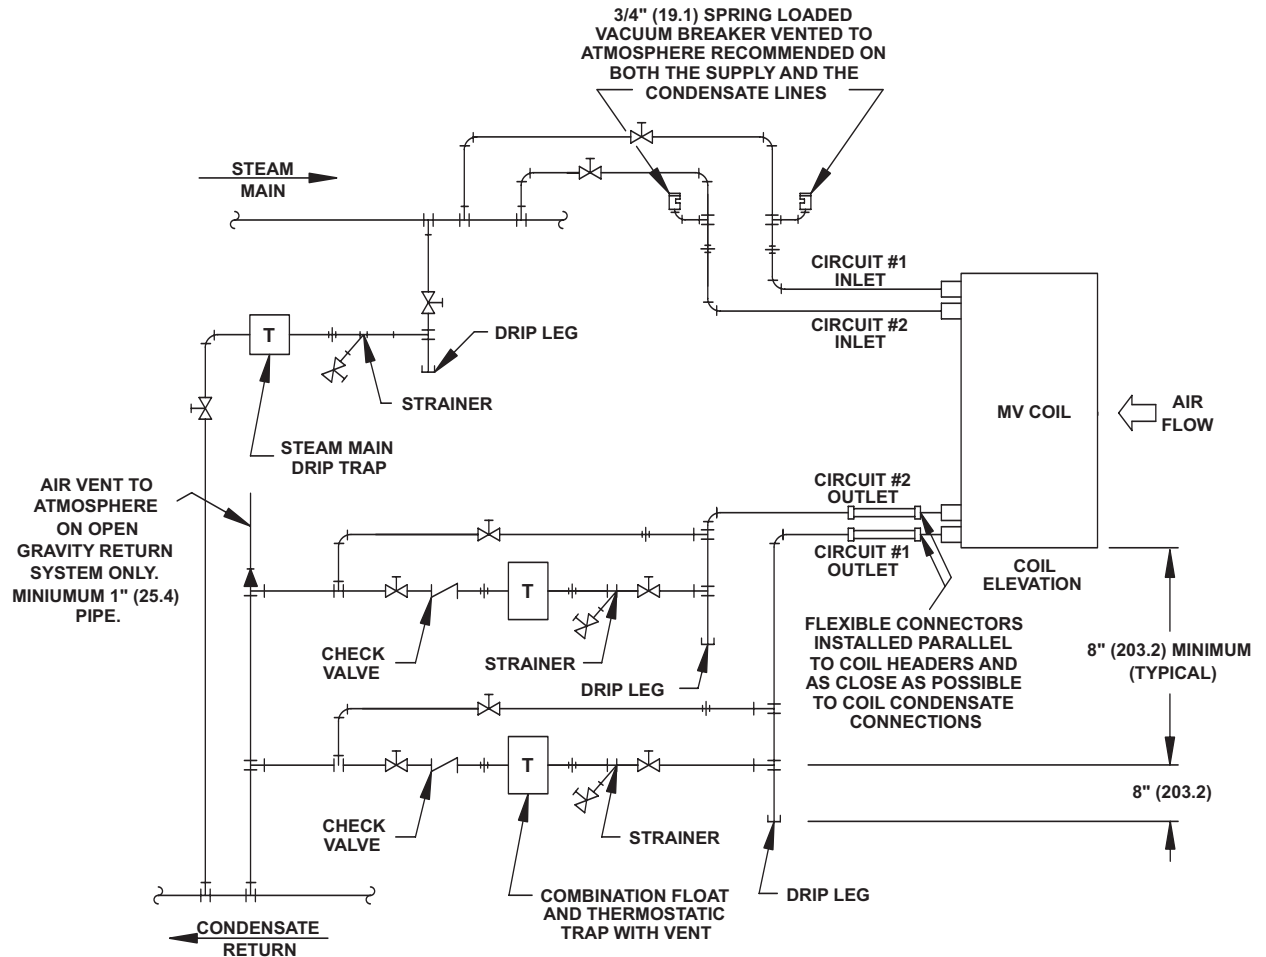 3/4" (19.1) SPRING LOADED
VACUUM BREAKER VENTED TO
ATMOSPHERE RECOMMENDED ON
BOTH THE SUPPLY AND THE
CONDENSATE LINES
STEAM
MAIN
CIRCUIT #1
INLET
CIRCUIT #2
INLET
T
DRIP LEG
STRAINER
STEAM MAIN
DRIP TRAP
MV COIL
AIR
FLOW
AIR VENT TO
ATMOSPHERE
ON OPEN
GRAVITY RETURN
SYSTEM ONLY.
MINIUMUM 1" (25.4)
PIPE.
CIRCUIT #2
OUTLET
CIRCUIT #1
OUTLET
COIL
ELEVATION
T
CHECK
VALVE
STRAINER
DRIP LEG
FLEXIBLE CONNECTORS
INSTALLED PARALLEL
TO COIL HEADERS AND
AS CLOSE AS POSSIBLE
TO COIL CONDENSATE
CONNECTIONS
8" (203.2) MINIMUM
(TYPICAL)
T
8" (203.2)
CHECK
VALVE
STRAINER
COMBINATION FLOAT
AND THERMOSTATIC
TRAP WITH VENT
DRIP LEG
CONDENSATE
RETURN